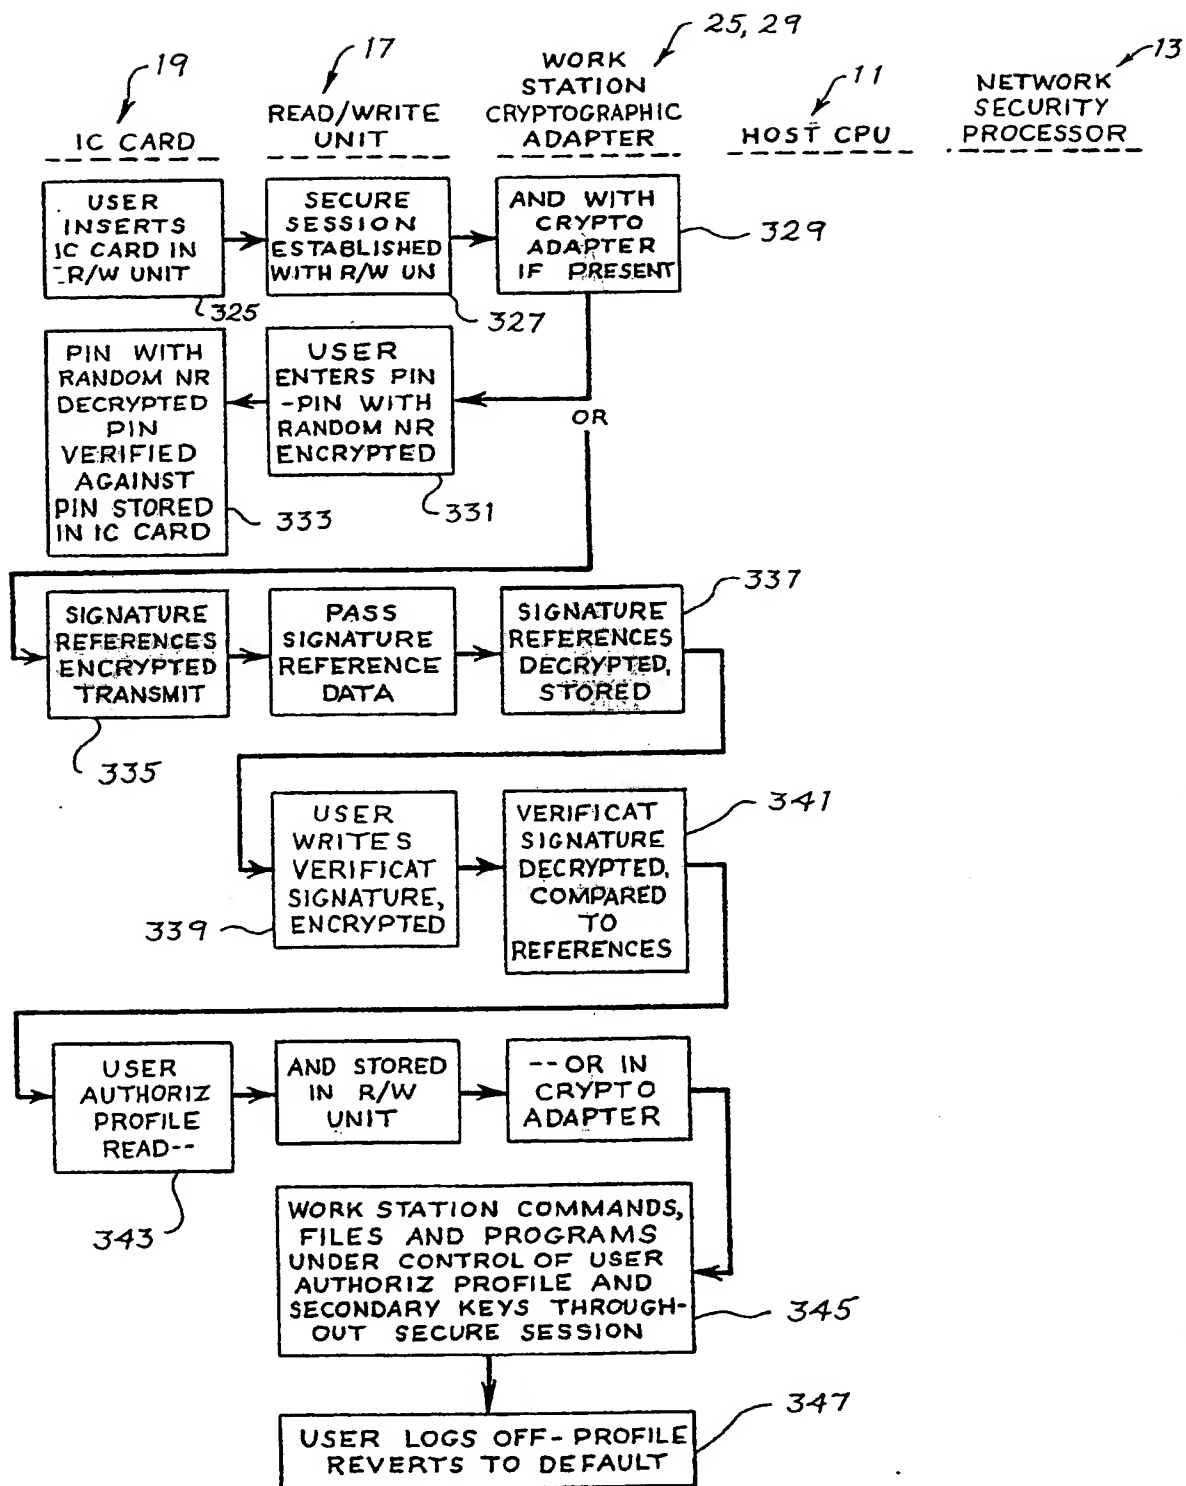 19
IC CARD
17
READ/WRITE
UNIT
25, 29
WORK
STATION
CRYPTOGRAPHIC
ADAPTER
11
HOST CPU
13
NETWORK
SECURITY
PROCESSOR
USER
INSERTS
IC CARD IN
R/W UNIT
325
SECURE
SESSION
ESTABLISHED
WITH R/W UN
327
AND WITH
CRYPTO
ADAPTER
IF PRESENT
329
PIN WITH
RANDOM NR
DECRYPTED
PIN
VERIFIED
AGAINST
PIN STORED
IN IC CARD
333
USER
ENTERS PIN
-PIN WITH
RANDOM NR
ENCRYPTED
331
OR
SIGNATURE
REFERENCES
ENCRYPTED
TRANSMIT
335
PASS
SIGNATURE
REFERENCE
DATA
SIGNATURE
REFERENCES
DECRYPTED,
STORED
337
USER
WRITES
VERIFICAT
SIGNATURE,
ENCRYPTED
339
VERIFICAT
SIGNATURE
DECRYPTED,
COMPARED
TO
REFERENCES
341
USER
AUTHORIZ
PROFILE
READ--
343
AND STORED
IN R/W
UNIT
--OR IN
CRYPTO
ADAPTER
WORK STATION COMMANDS,
FILES AND PROGRAMS
UNDER CONTROL OF USER
AUTHORIZ PROFILE AND
SECONDARY KEYS THROUGH-
OUT SECURE SESSION
345
USER LOGS OFF-PROFILE
REVERTS TO DEFAULT
347